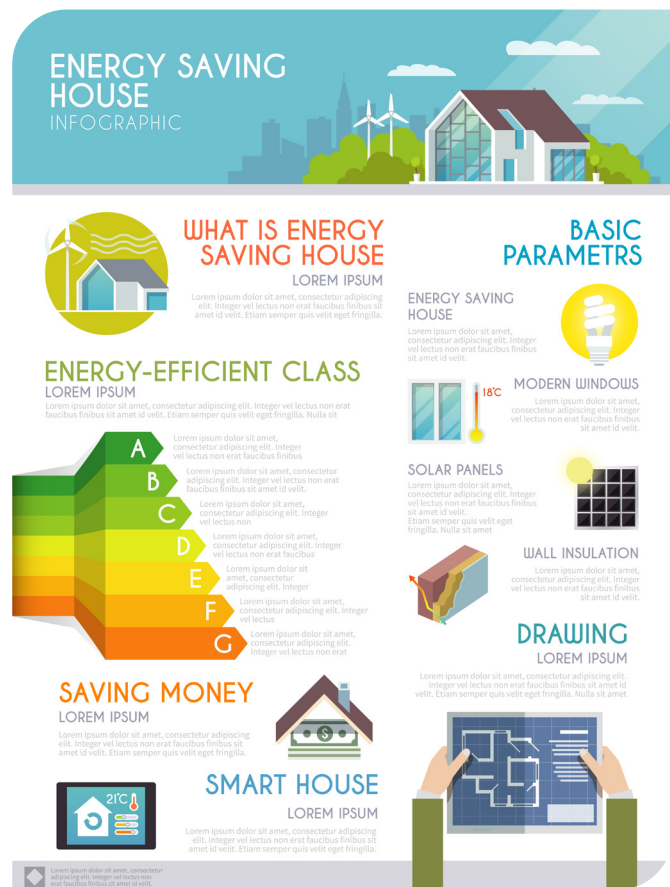 ENERGY SAVING
HOUSE
INFOGRAPHIC
WHAT IS ENERGY
SAVING HOUSE
LOREM IPSUM
Lorem ipsum dolor sit amet, consectetur adipiscing
elit. Integer vel lectus non erat faucibus finibus sit
amet id velit. Etiam semper quis velit eget fringilla.
ENERGY-EFFICIENT CLASS
LOREM IPSUM
Lorem ipsum dolor sit amet, consectetur adipiscing elit. Integer vel lectus non erat
faucibus finibus sit amet id velit. Etiam semper quis velit eget fringilla. Nulla sit
A
Lorem ipsum dolor sit amet,
consectetur adipiscing elit. Integer
vel lectus non erat faucibus finibus
B
Lorem ipsum dolor sit amet, consectetur
adipiscing elit. Integer vel lectus non erat
faucibus finibus sit amet id velit.
C
Lorem ipsum dolor sit amet,
consectetur adipiscing elit. Integer
vel lectus non
D
Lorem ipsum dolor sit amet,
consectetur adipiscing elit. Integer
vel lectus non erat faucibus finibus
E
Lorem ipsum dolor sit
amet, consectetur
adipiscing elit. Integer
F
Lorem ipsum dolor sit amet,
consectetur adipiscing elit. Integer
vel lectus
G
Lorem ipsum dolor sit amet,
consectetur adipiscing elit.
Integer vel lectus non erat
SAVING MONEY
LOREM IPSUM
Lorem ipsum dolor sit amet, consectetur adipiscing
elit. Integer vel lectus non erat faucibus finibus sit
amet id velit. Etiam semper quis velit eget fringilla.
$
21°C
SMART HOUSE
LOREM IPSUM
Lorem ipsum dolor sit amet, consectetur adipiscing
elit. Integer vel lectus non erat faucibus finibus sit
amet id velit. Etiam semper quis velit eget fringilla.
BASIC
PARAMETRS
ENERGY SAVING
HOUSE
Lorem ipsum dolor sit amet,
consectetur adipiscing elit. Integer
vel lectus non erat faucibus finibus
sit amet id velit.
18°C
MODERN WINDOWS
Lorem ipsum dolor sit amet, consectetur
adipiscing elit. Integer vel lectus non
erat faucibus finibus sit amet id velit.
SOLAR PANELS
Lorem ipsum dolor sit amet,
consectetur adipiscing elit. Integer
vel lectus non erat faucibus finibus
sit amet id velit.
Etiam semper quis velit eget
fringilla. Nulla sit amet
WALL INSULATION
Lorem ipsum dolor sit amet, consectetur
adipiscing elit. Integer vel lectus non
erat faucibus finibus sit amet id velit.
DRAWING
LOREM IPSUM
Lorem ipsum dolor sit amet, consectetur adipiscing elit.
Integer vel lectus non erat faucibus finibus sit amet id
velit. Etiam semper quis velit eget fringilla. Nulla sit amet
Lorem ipsum dolor sit amet, consectetur
adipiscing elit. Integer vel lectus non
erat faucibus finibus sit amet id velit.